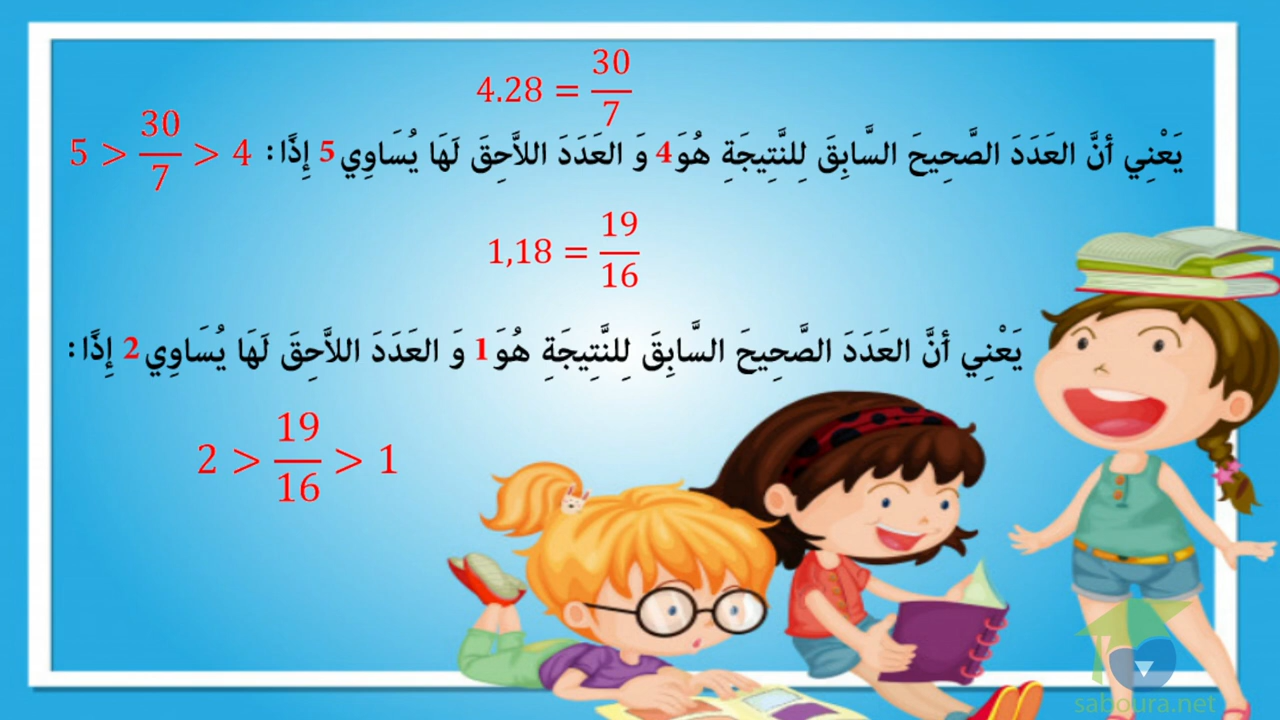 4.28 = 30/7
يَعْنِي أَنَّ العَدَدَ الصَّحِيحَ السَّابِقَ لِلنَّتِيجَةِ هُوَ 4 وَ العَدَدَ اللاَّحِقَ لَهَا يُسَاوِي 5 إِذًا : 5 > 30/7 > 4
1,18 = 19/16
يَعْنِي أَنَّ العَدَدَ الصَّحِيحَ السَّابِقَ لِلنَّتِيجَةِ هُوَ 1 وَ العَدَدَ اللاَّحِقَ لَهَا يُسَاوِي 2 إِذًا :
2 > 19/16 > 1
saboura.net